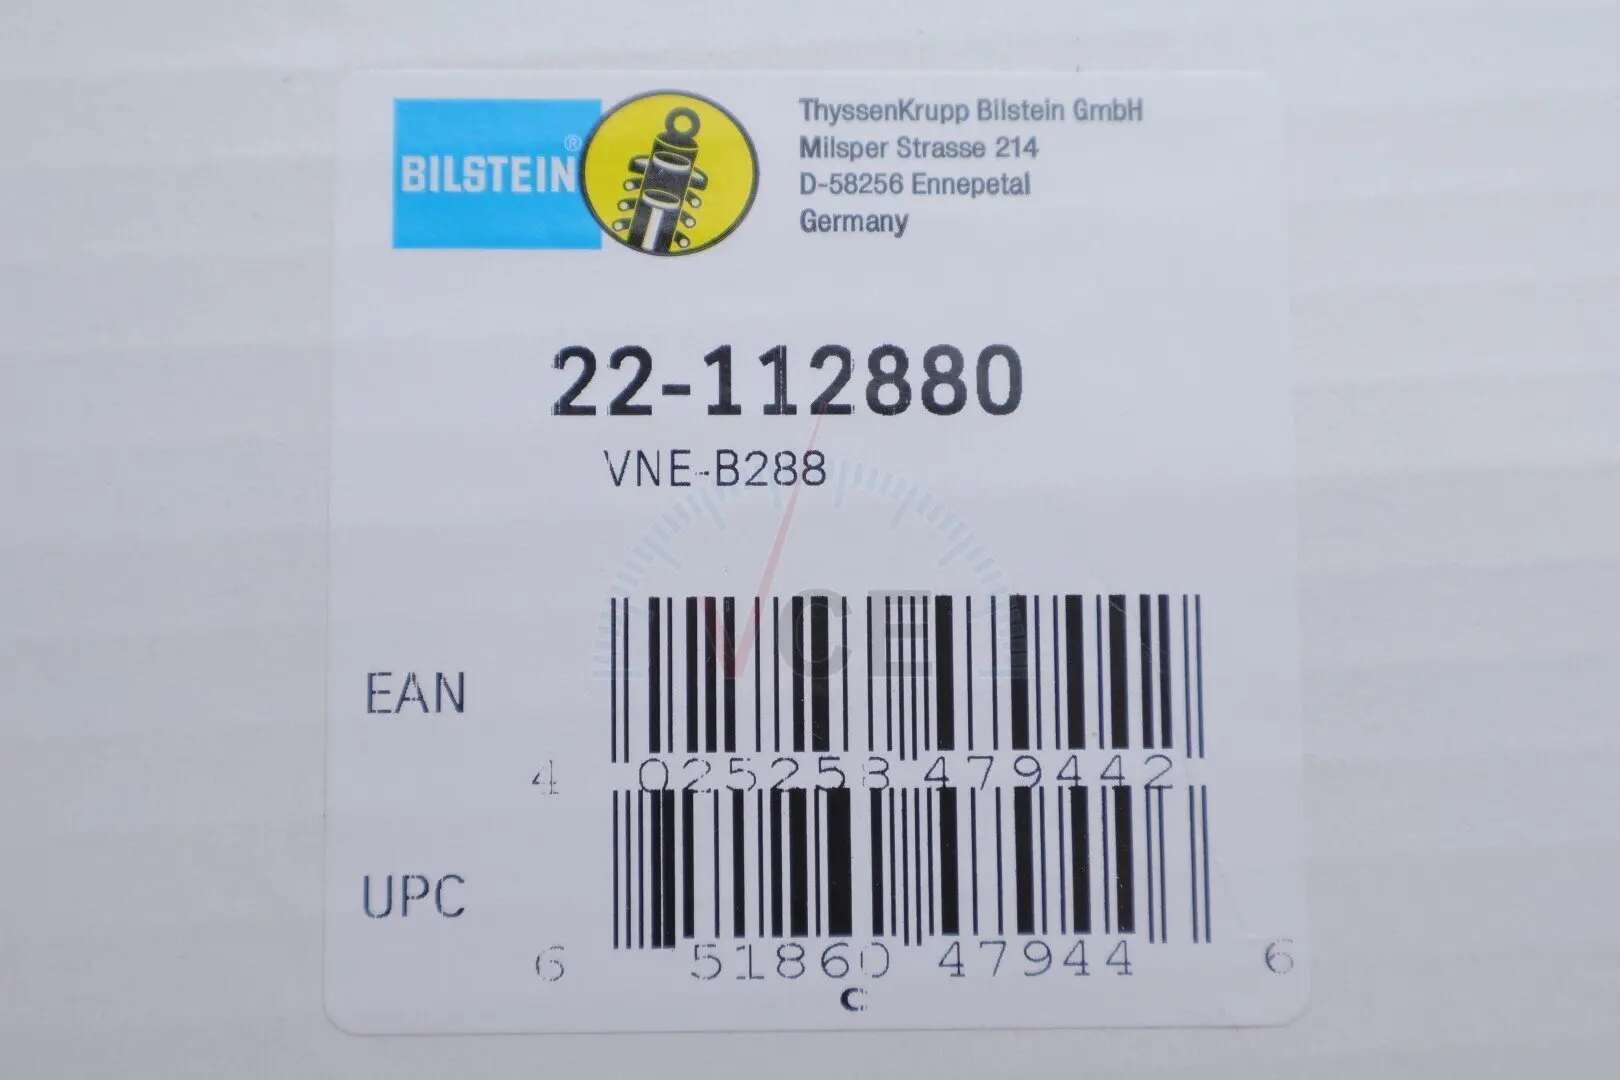 BILSTEIN®
ThyssenKrupp Bilstein GmbH
Milsper Strasse 214
D-58256 Ennepetal
Germany
22-112880
VNE-B288
VCE
EAN
4 025258 479442
UPC
6 51860 47944 6
C